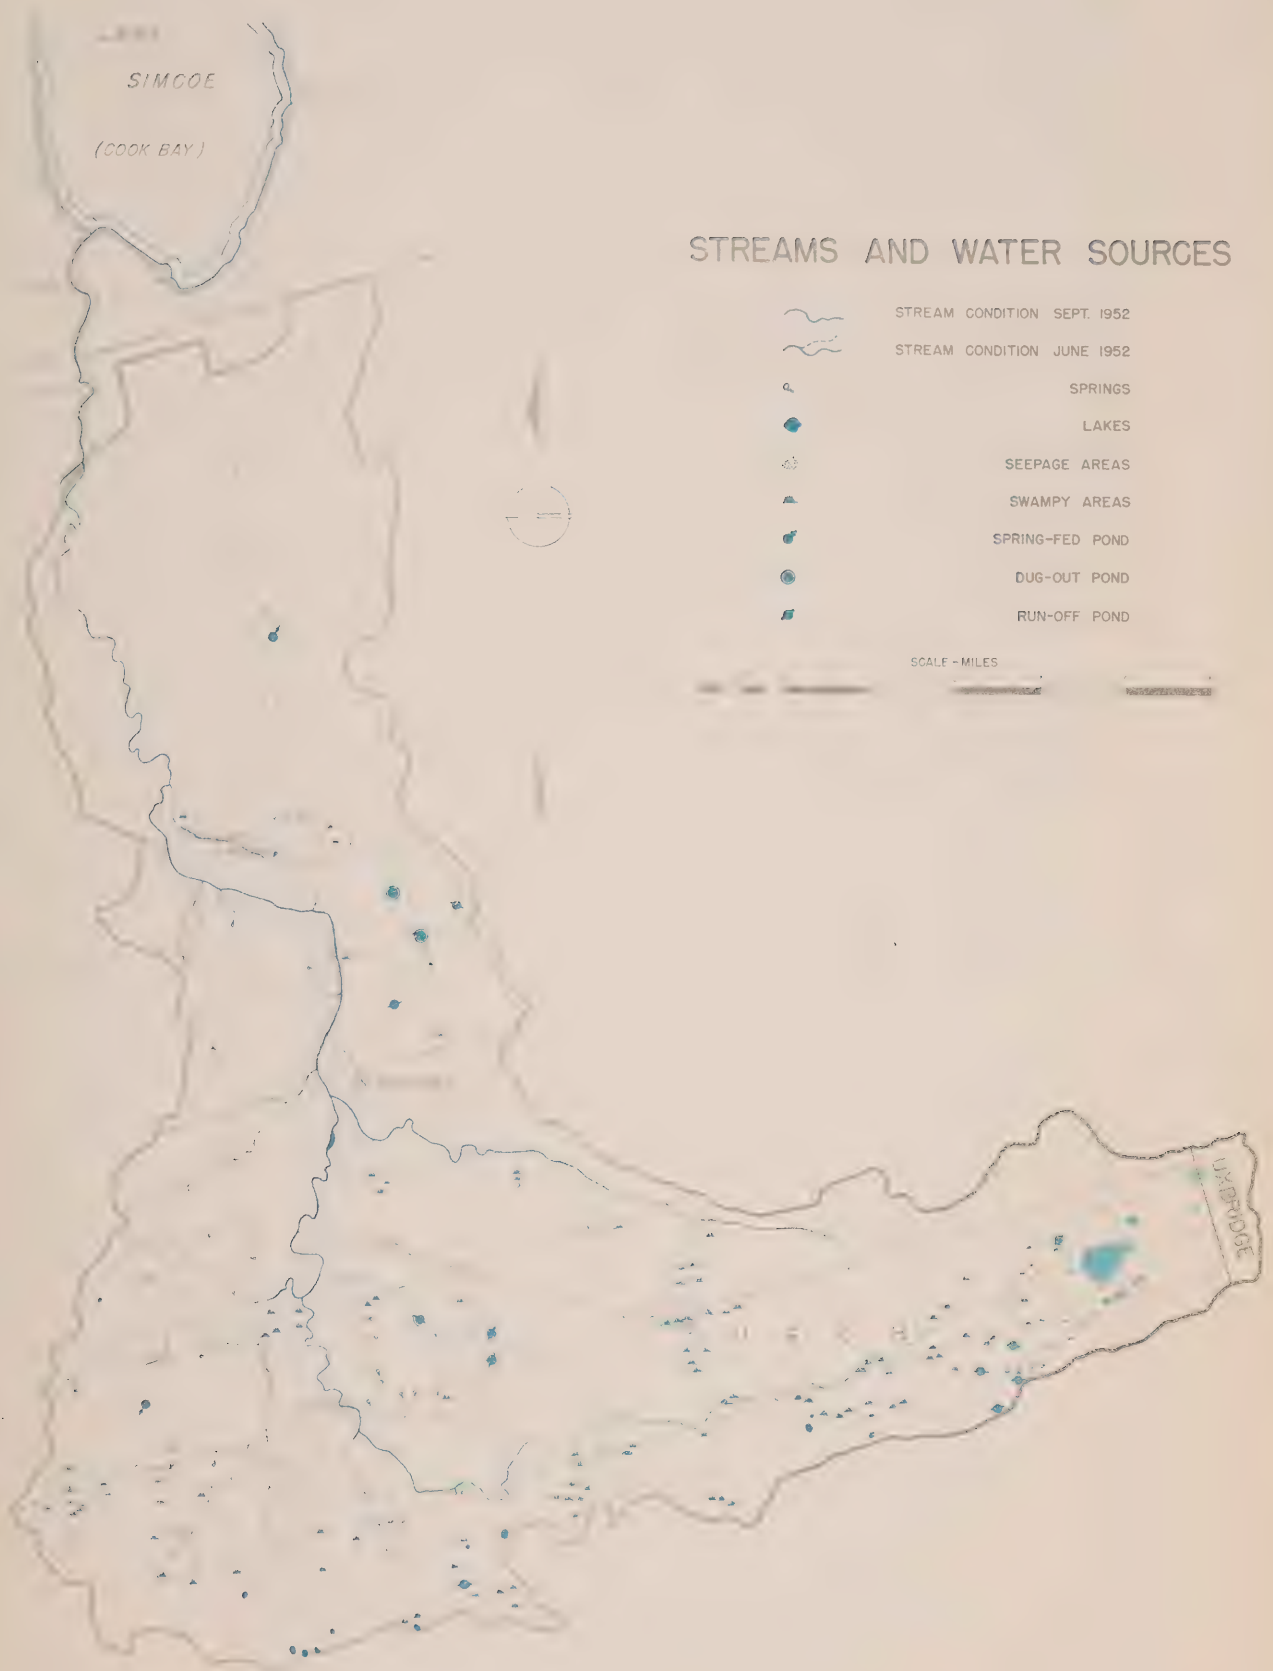 SIMCOE
(COOK BAY)
STREAMS AND WATER SOURCES
STREAM CONDITION SEPT. 1952
STREAM CONDITION JUNE 1952
SPRINGS
LAKES
SEEPAGE AREAS
SWAMPY AREAS
SPRING-FED POND
DUG-OUT POND
RUN-OFF POND
SCALE - MILES
UXBRIDGE